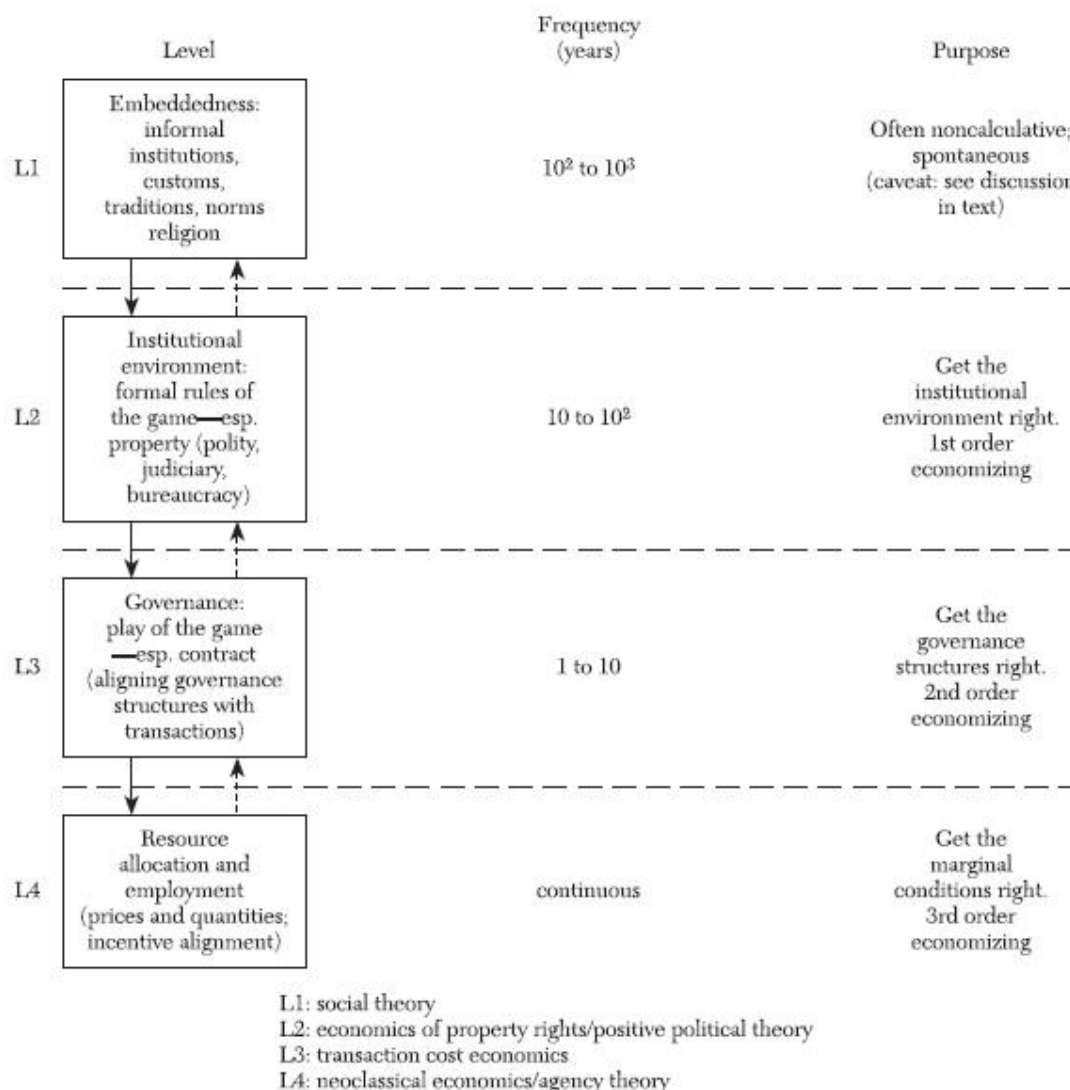 Level
Frequency
(years)
Purpose
L1
Embeddedness:
informal
institutions,
customs,
traditions, norms
religion
10² to 10³
Often noncalculative;
spontaneous
(caveat: see discussion
in text)
L2
Institutional
environment:
formal rules of
the game—esp.
property (polity,
judiciary,
bureaucracy)
10 to 10²
Get the
institutional
environment right.
1st order
economizing
L3
Governance:
play of the game
—esp. contract
(aligning governance
structures with
transactions)
1 to 10
Get the
governance
structures right.
2nd order
economizing
L4
Resource
allocation and
employment
(prices and quantities;
incentive alignment)
continuous
Get the
marginal
conditions right.
3rd order
economizing
L1: social theory
L2: economics of property rights/positive political theory
L3: transaction cost economics
L4: neoclassical economics/agency theory